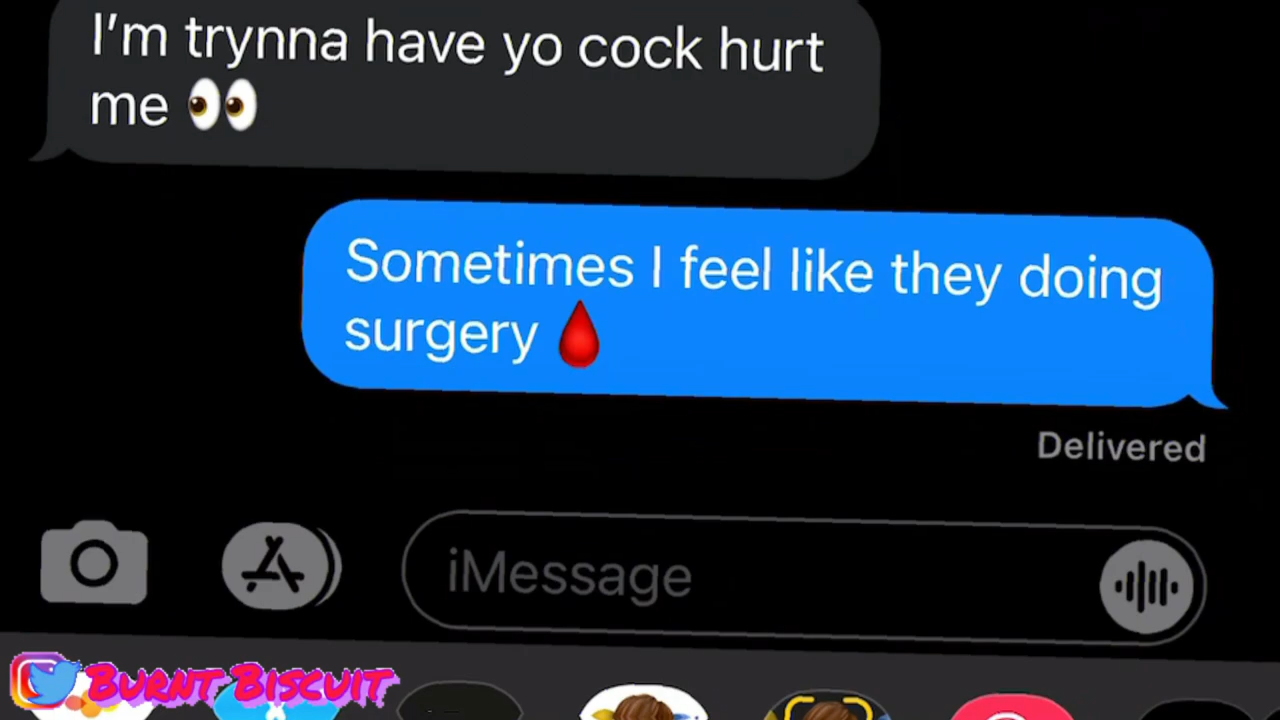 I’m trynna have yo cock hurt
me 👀
Sometimes I feel like they doing
surgery 🩸
Delivered
iMessage
Burnt Biscuit